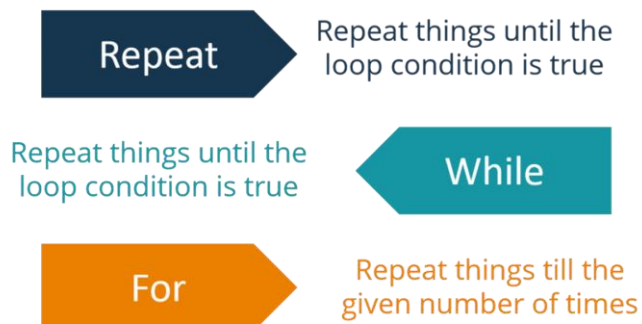 Repeat
Repeat things until the
loop condition is true
Repeat things until the
loop condition is true
While
For
Repeat things till the
given number of times